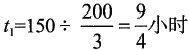 t₁=150÷ 200/3 = 9/4 小时